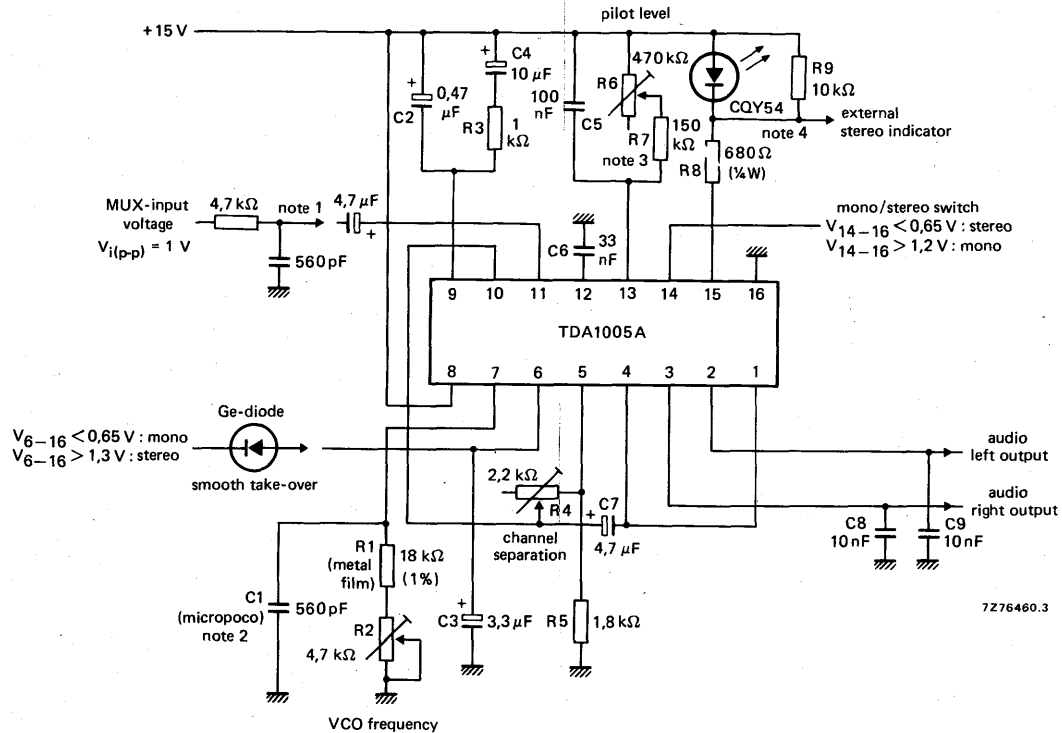 pilot level
+15 V
+
C4
10 μF
+
0,47
μF
C2
R3
1
kΩ
100
nF
C5
470 kΩ
R6
R7
150
kΩ
note 3
CQY54
R9
10 kΩ
note 4
external
stereo indicator
R8
680 Ω
(¼W)
MUX-input
voltage
Vi(p-p) = 1 V
4,7 kΩ
note 1
4,7 μF
+
560 pF
C6
33
nF
mono/stereo switch
V14–16 < 0,65 V : stereo
V14–16 > 1,2 V : mono
9 10 11 12 13 14 15 16
TDA1005A
8 7 6 5 4 3 2 1
Ge-diode
V6–16 < 0,65 V : mono
V6–16 > 1,3 V : stereo
smooth take-over
2,2 kΩ
R4
channel
separation
+
C7
4,7 μF
audio
left output
audio
right output
C8
10 nF
C9
10 nF
R1
(metal
film)
18 kΩ
(1%)
C1
(micropoco)
note 2
560 pF
R2
4,7 kΩ
+
C3
3,3 μF
R5
1,8 kΩ
7Z76460.3
VCO frequency